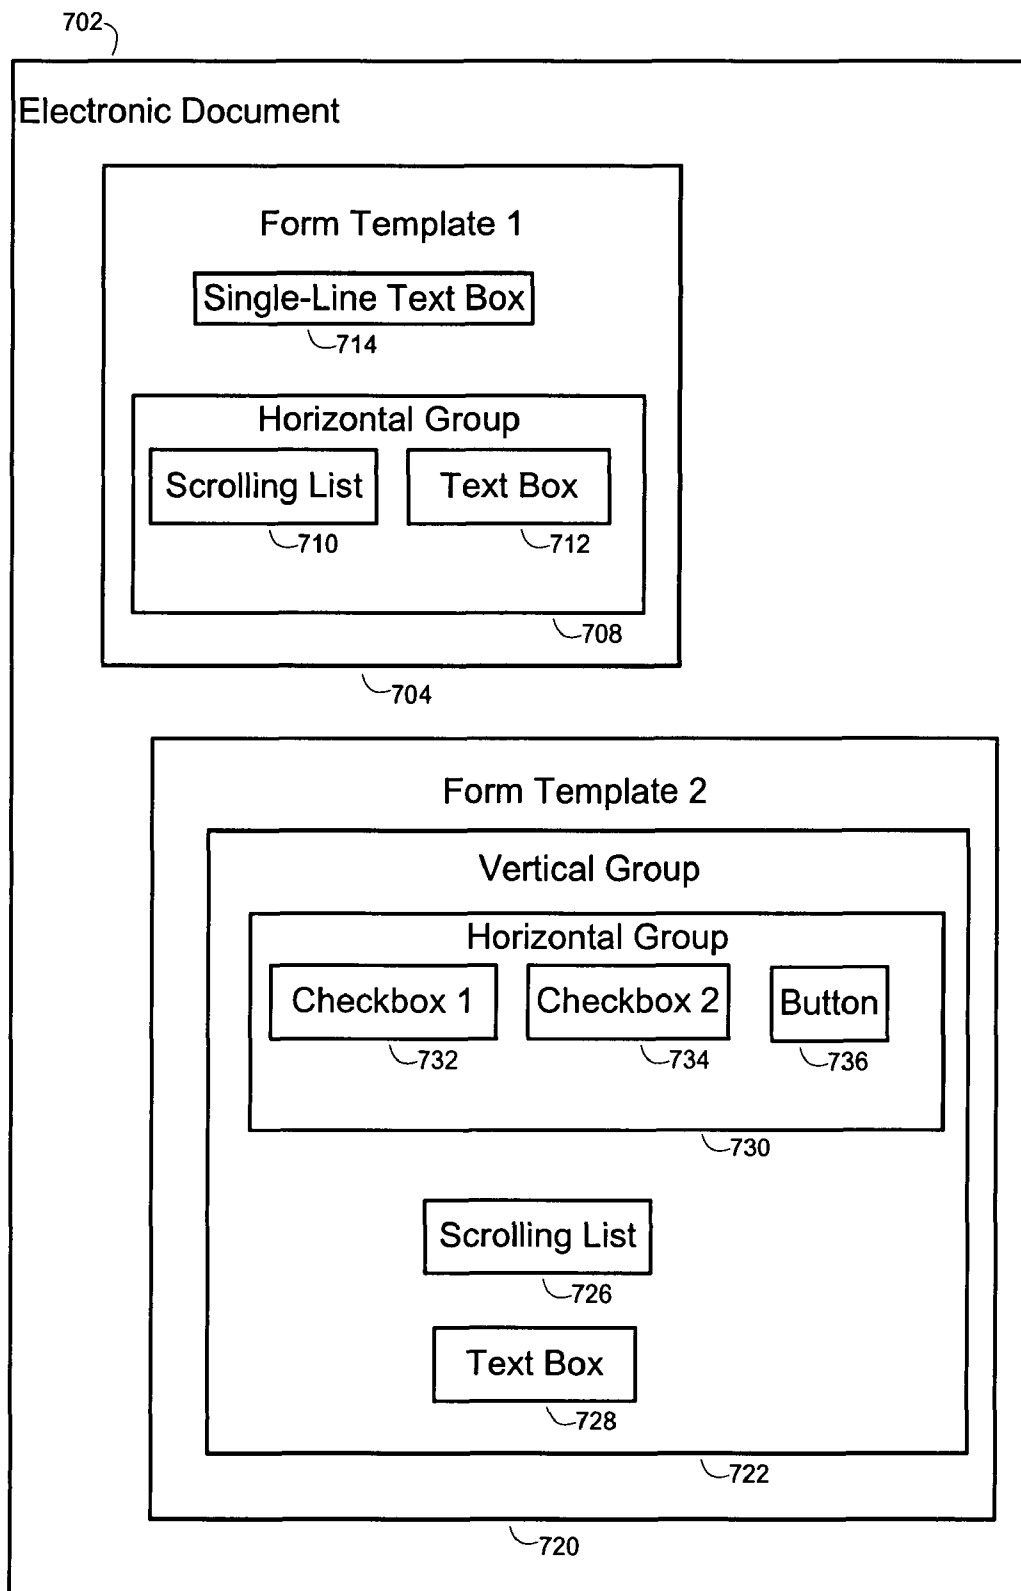 702
Electronic Document
Form Template 1
Single-Line Text Box
714
Horizontal Group
Scrolling List
Text Box
710
712
708
704
Form Template 2
Vertical Group
Horizontal Group
Checkbox 1
Checkbox 2
Button
732
734
736
730
Scrolling List
726
Text Box
728
722
720